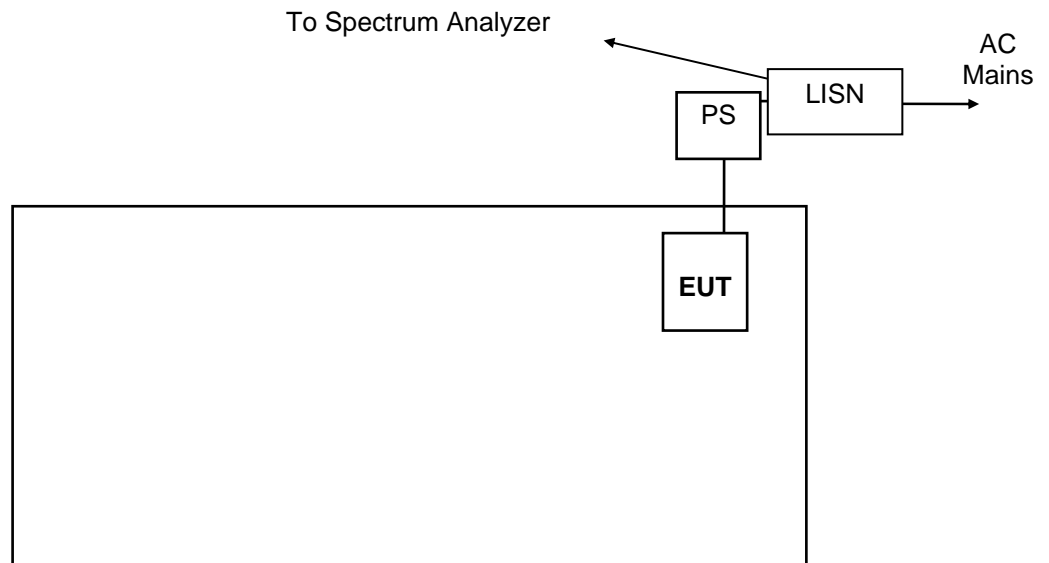 To Spectrum Analyzer
AC
Mains
LISN
PS
EUT